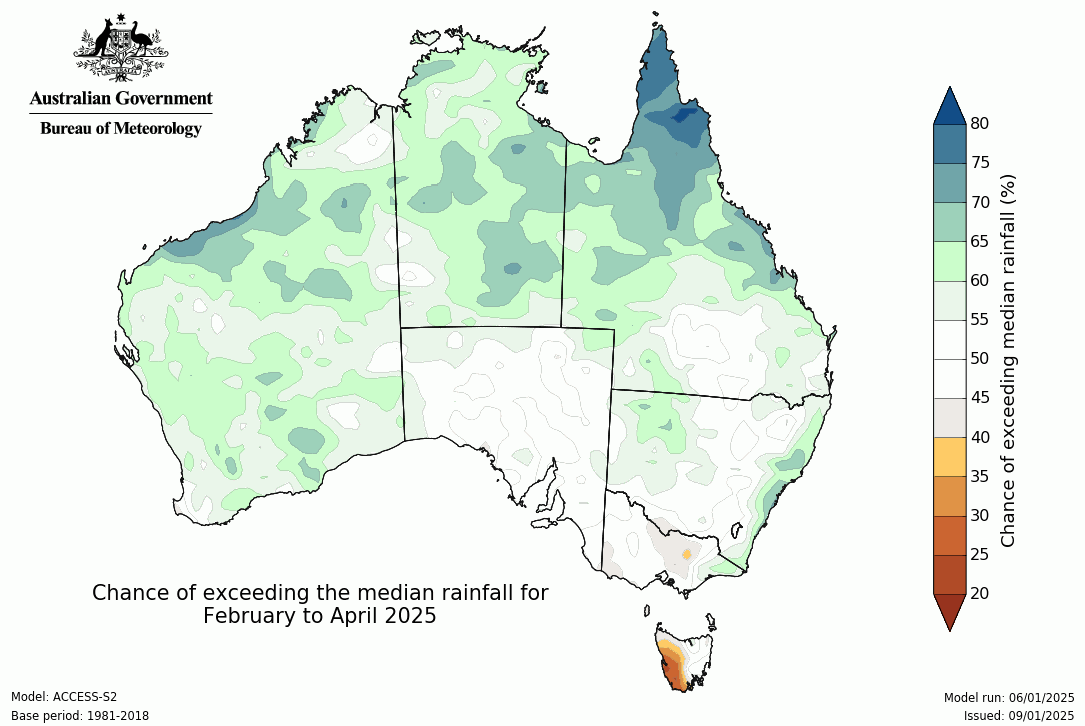 Australian Government
Bureau of Meteorology
80
75
70
65
60
55
50
45
40
35
30
25
20
Chance of exceeding median rainfall (%)
Chance of exceeding the median rainfall for
February to April 2025
Model: ACCESS-S2
Base period: 1981-2018
Model run: 06/01/2025
Issued: 09/01/2025